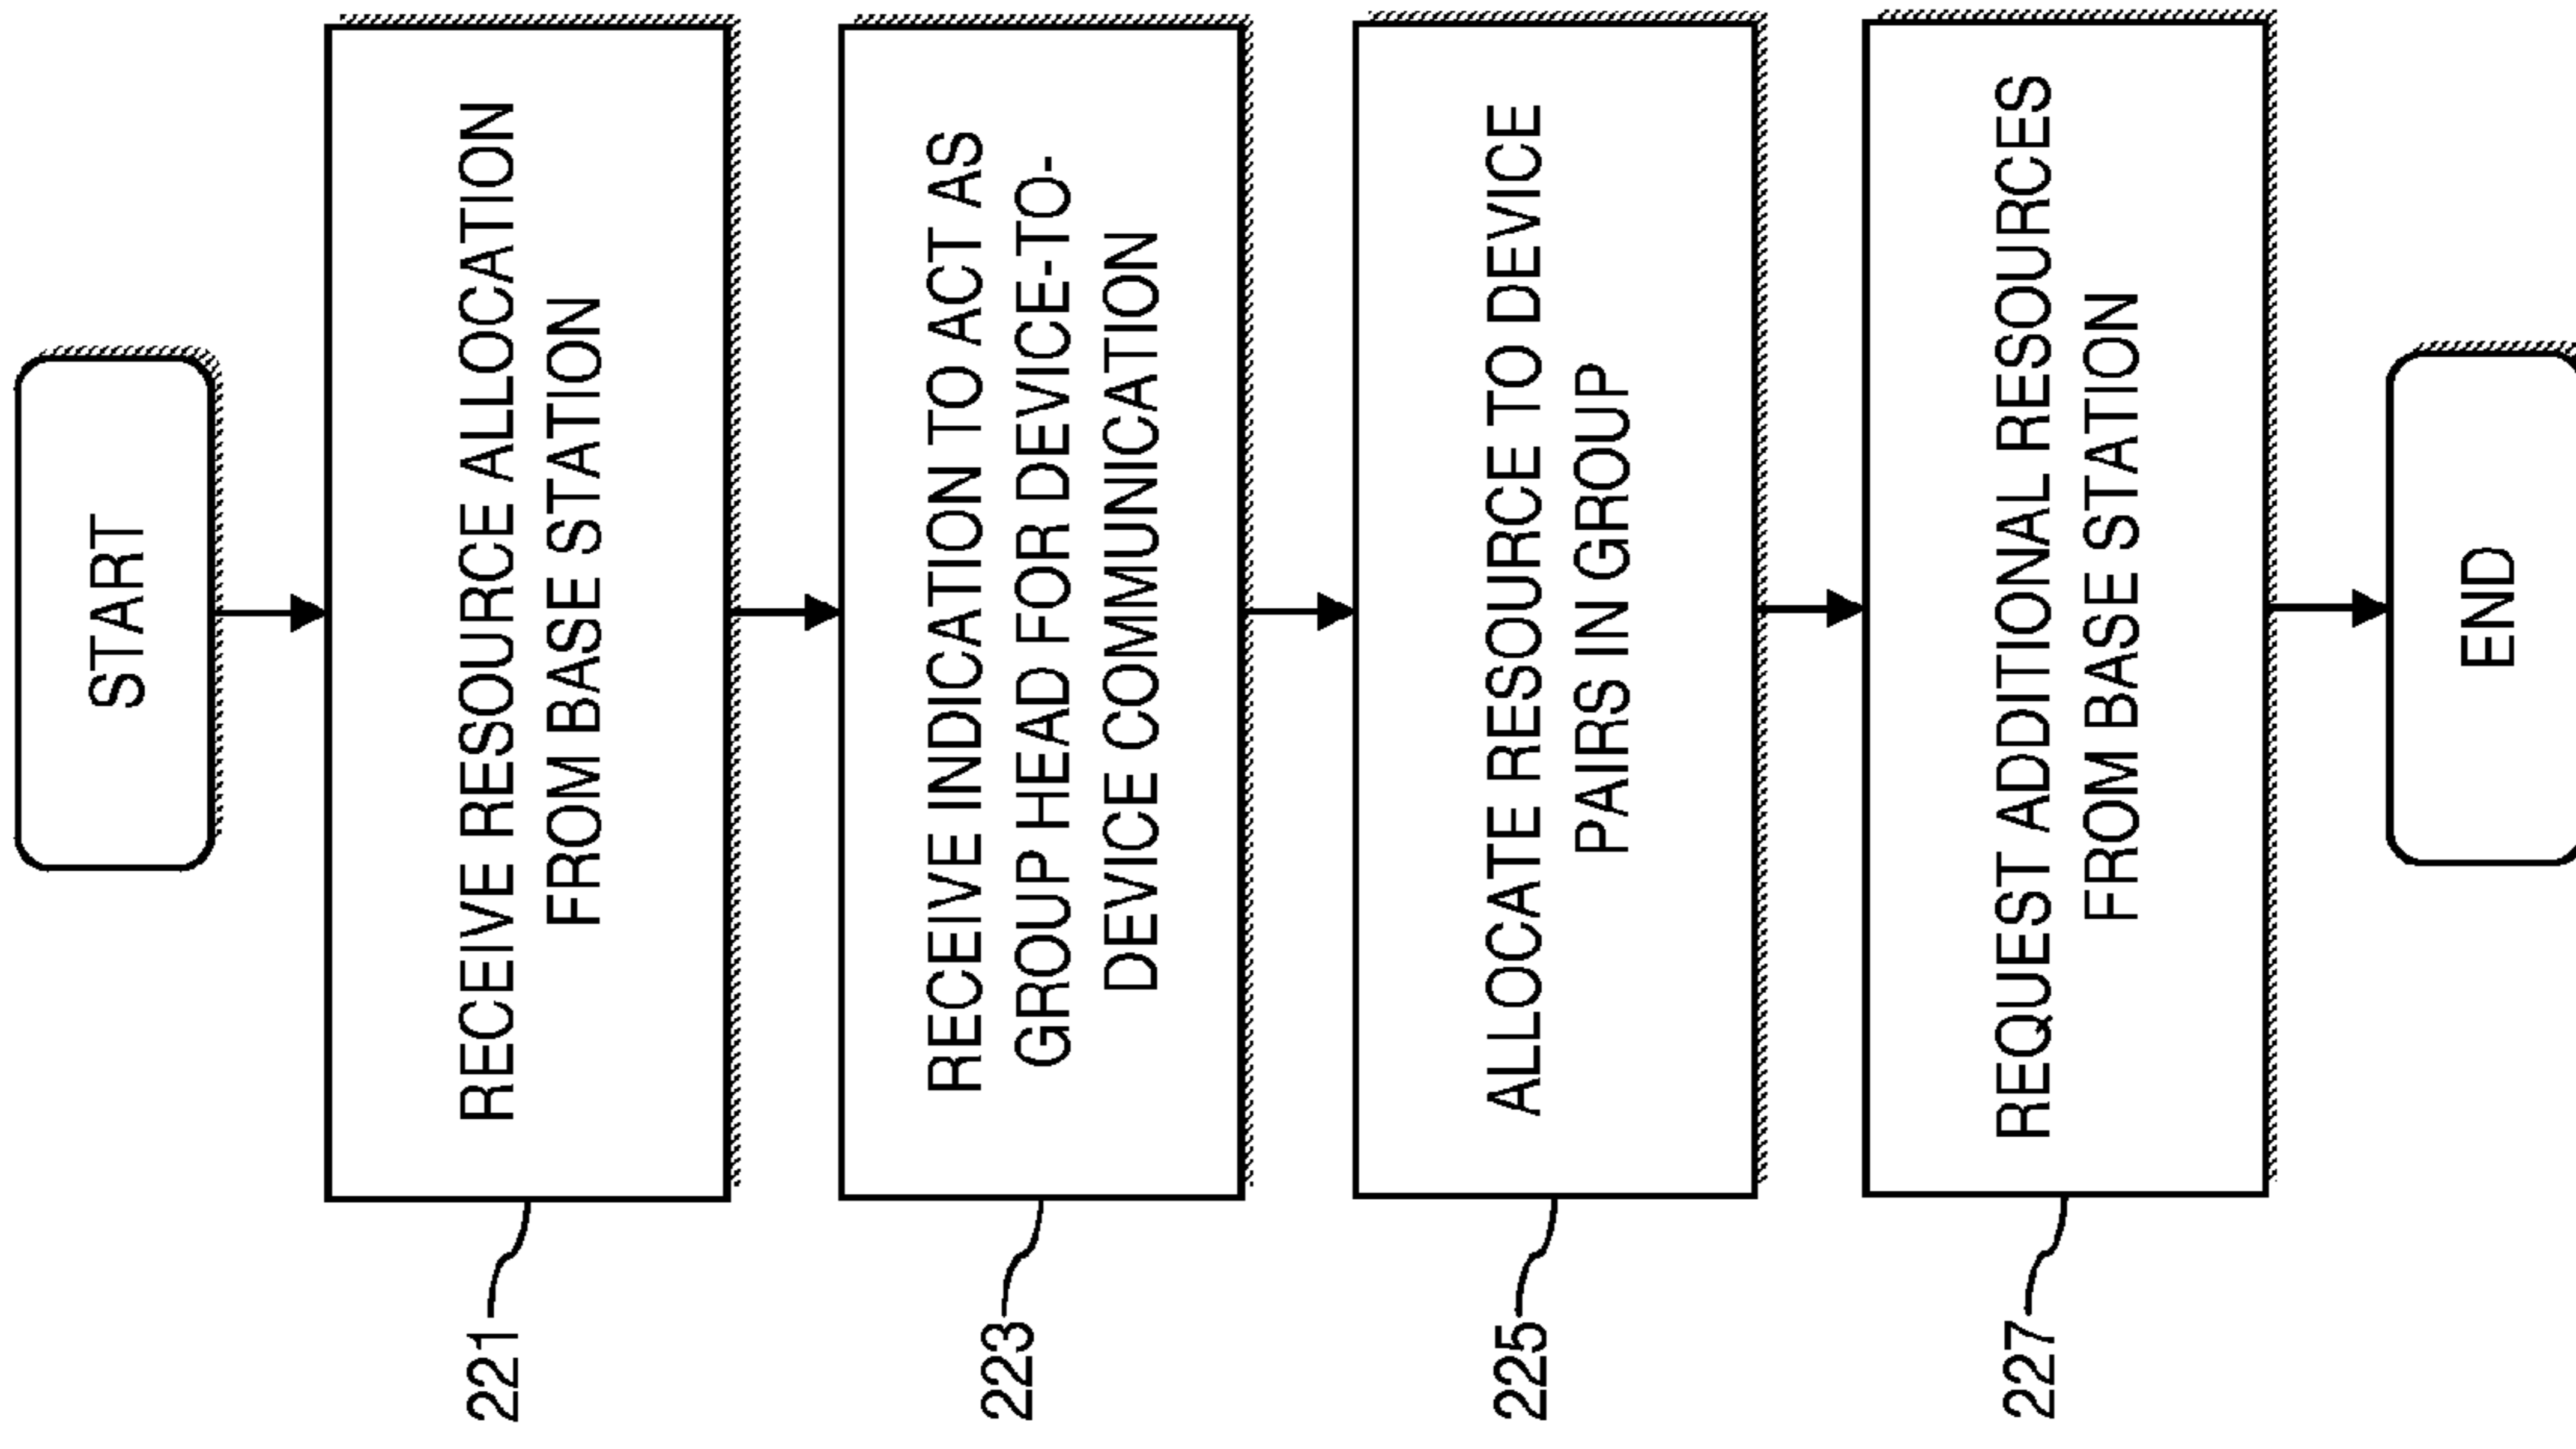 START
221
RECEIVE RESOURCE ALLOCATION
FROM BASE STATION
223
RECEIVE INDICATION TO ACT AS
GROUP HEAD FOR DEVICE-TO-
DEVICE COMMUNICATION
225
ALLOCATE RESOURCE TO DEVICE
PAIRS IN GROUP
227
REQUEST ADDITIONAL RESOURCES
FROM BASE STATION
END